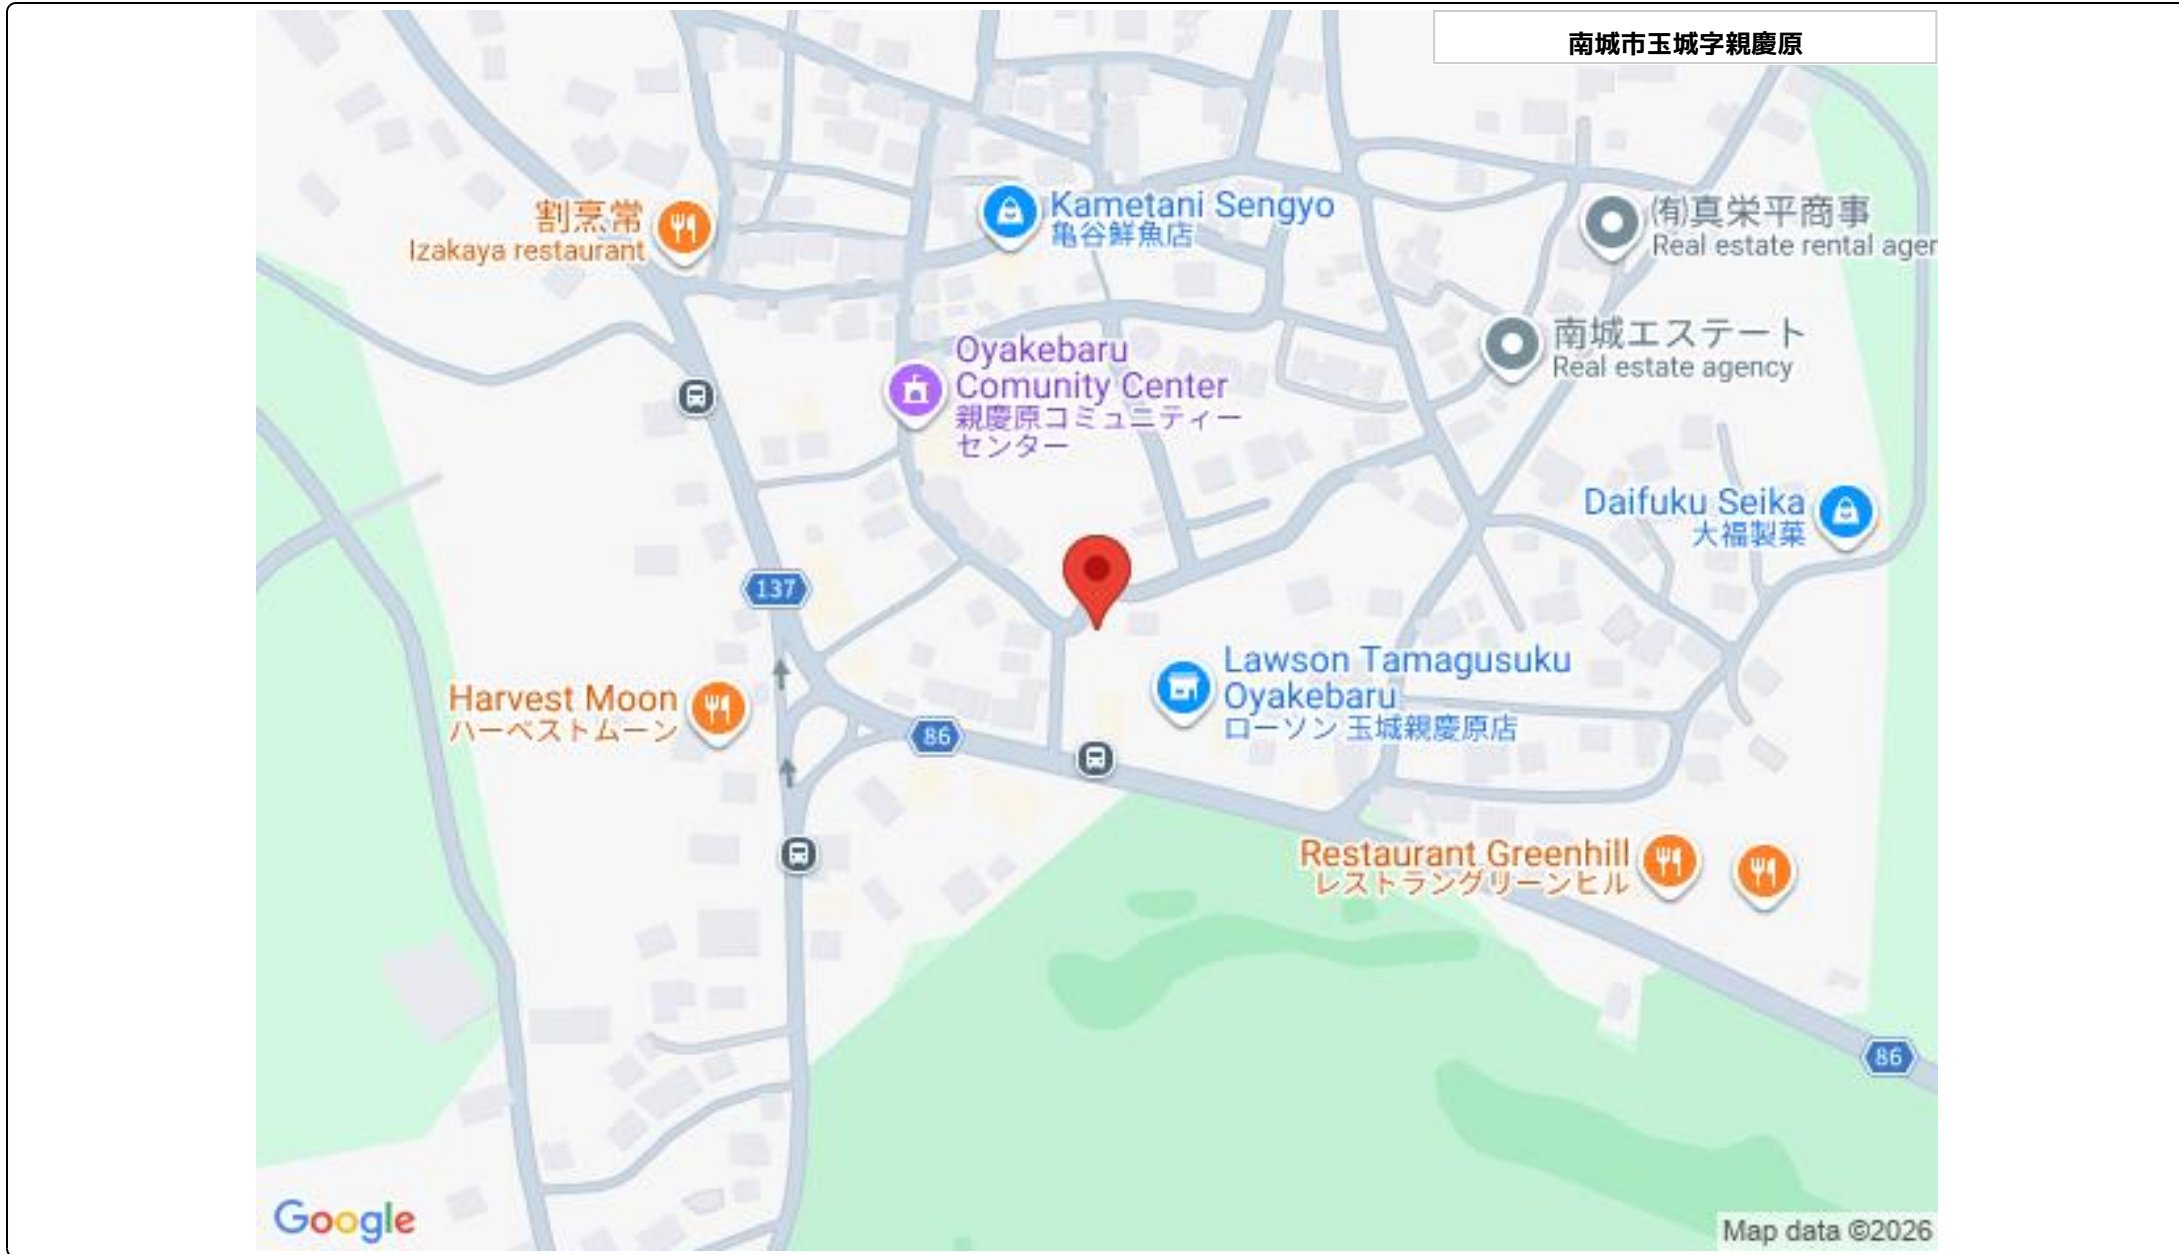 南城市玉城字親慶原
割烹常
Izakaya restaurant
Kametani Sengyo
亀谷鮮魚店
㈲真栄平商事
Real estate rental ager
南城エステート
Real estate agency
Oyakebaru
Comunity Center
親慶原コミュニティー
センター
Daifuku Seika
大福製菓
137
Harvest Moon
ハーベストムーン
86
Lawson Tamagusuku
Oyakebaru
ローソン 玉城親慶原店
Restaurant Greenhill
レストラングリーンヒル
86
Google
Map data ©2026